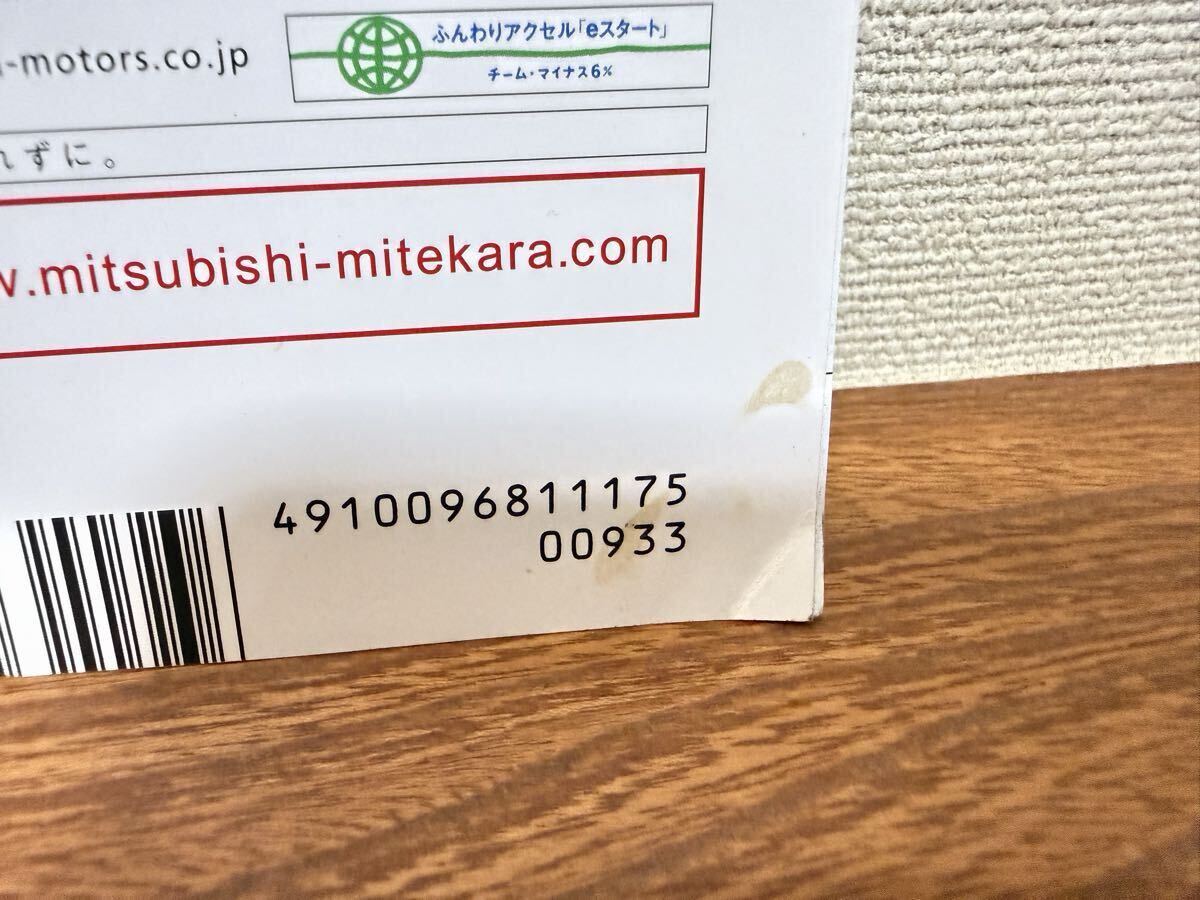 -motors.co.jp
ふんわりアクセル「eスタート」
チーム・マイナス6%
ずに。
.mitsubishi-mitekara.com
4910096811175
00933